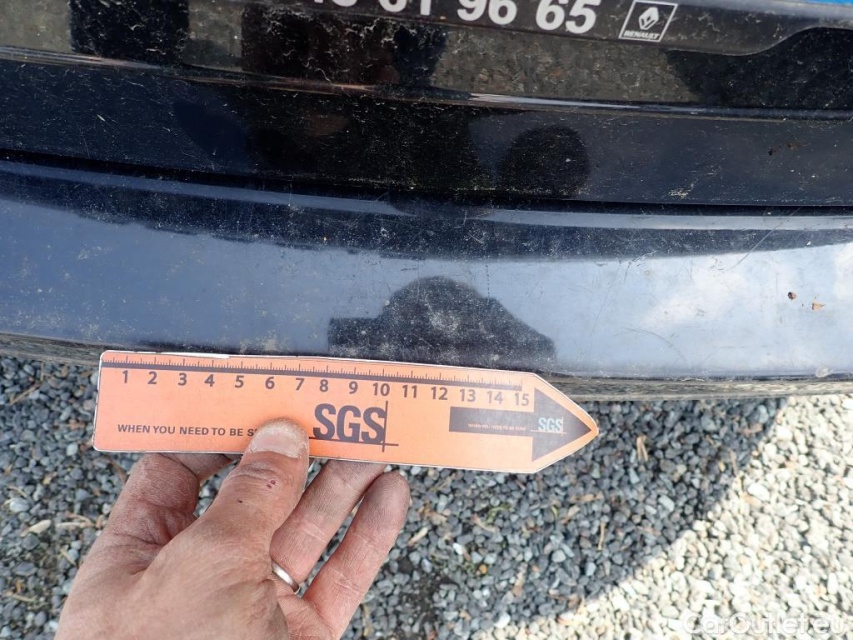 61 96 65
RENAULT
1 2 3 4 5 6 7 8 9 10 11 12 13 14 15
WHEN YOU NEED TO BE
SGS
SGS
CarOutlet.eu